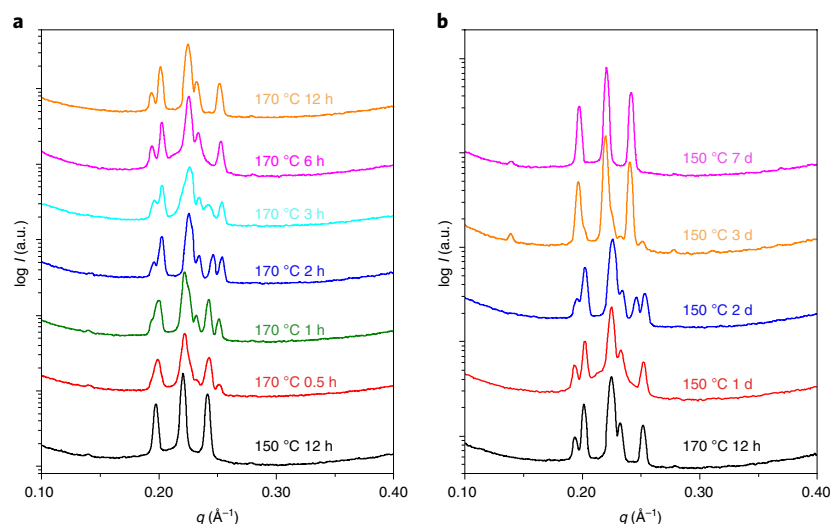 a
log I (a.u.)
170 °C 12 h
170 °C 6 h
170 °C 3 h
170 °C 2 h
170 °C 1 h
170 °C 0.5 h
150 °C 12 h
0.10 0.20 0.30 0.40
q (Å⁻¹)
b
log I (a.u.)
150 °C 7 d
150 °C 3 d
150 °C 2 d
150 °C 1 d
170 °C 12 h
0.10 0.20 0.30 0.40
q (Å⁻¹)